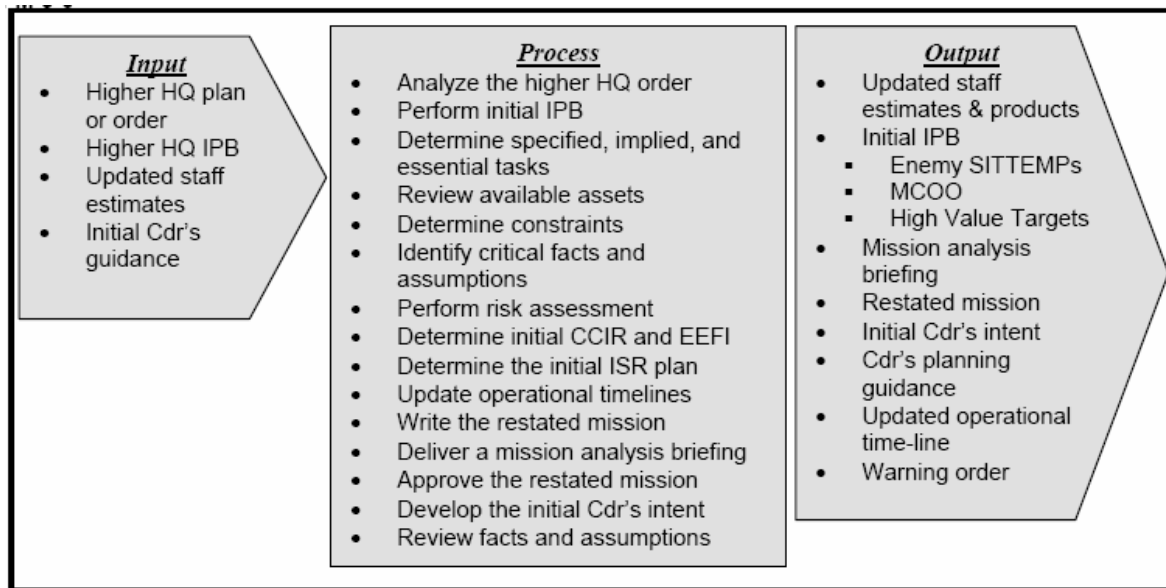 Input
• Higher HQ plan
or order
• Higher HQ IPB
• Updated staff
estimates
• Initial Cdr's
guidance
Process
• Analyze the higher HQ order
• Perform initial IPB
• Determine specified, implied, and
essential tasks
• Review available assets
• Determine constraints
• Identify critical facts and
assumptions
• Perform risk assessment
• Determine initial CCIR and EEFI
• Determine the initial ISR plan
• Update operational timelines
• Write the restated mission
• Deliver a mission analysis briefing
• Approve the restated mission
• Develop the initial Cdr's intent
• Review facts and assumptions
Output
• Updated staff
estimates & products
• Initial IPB
▪ Enemy SITTEMPs
▪ MCOO
▪ High Value Targets
• Mission analysis
briefing
• Restated mission
• Initial Cdr's intent
• Cdr's planning
guidance
• Updated operational
time-line
• Warning order